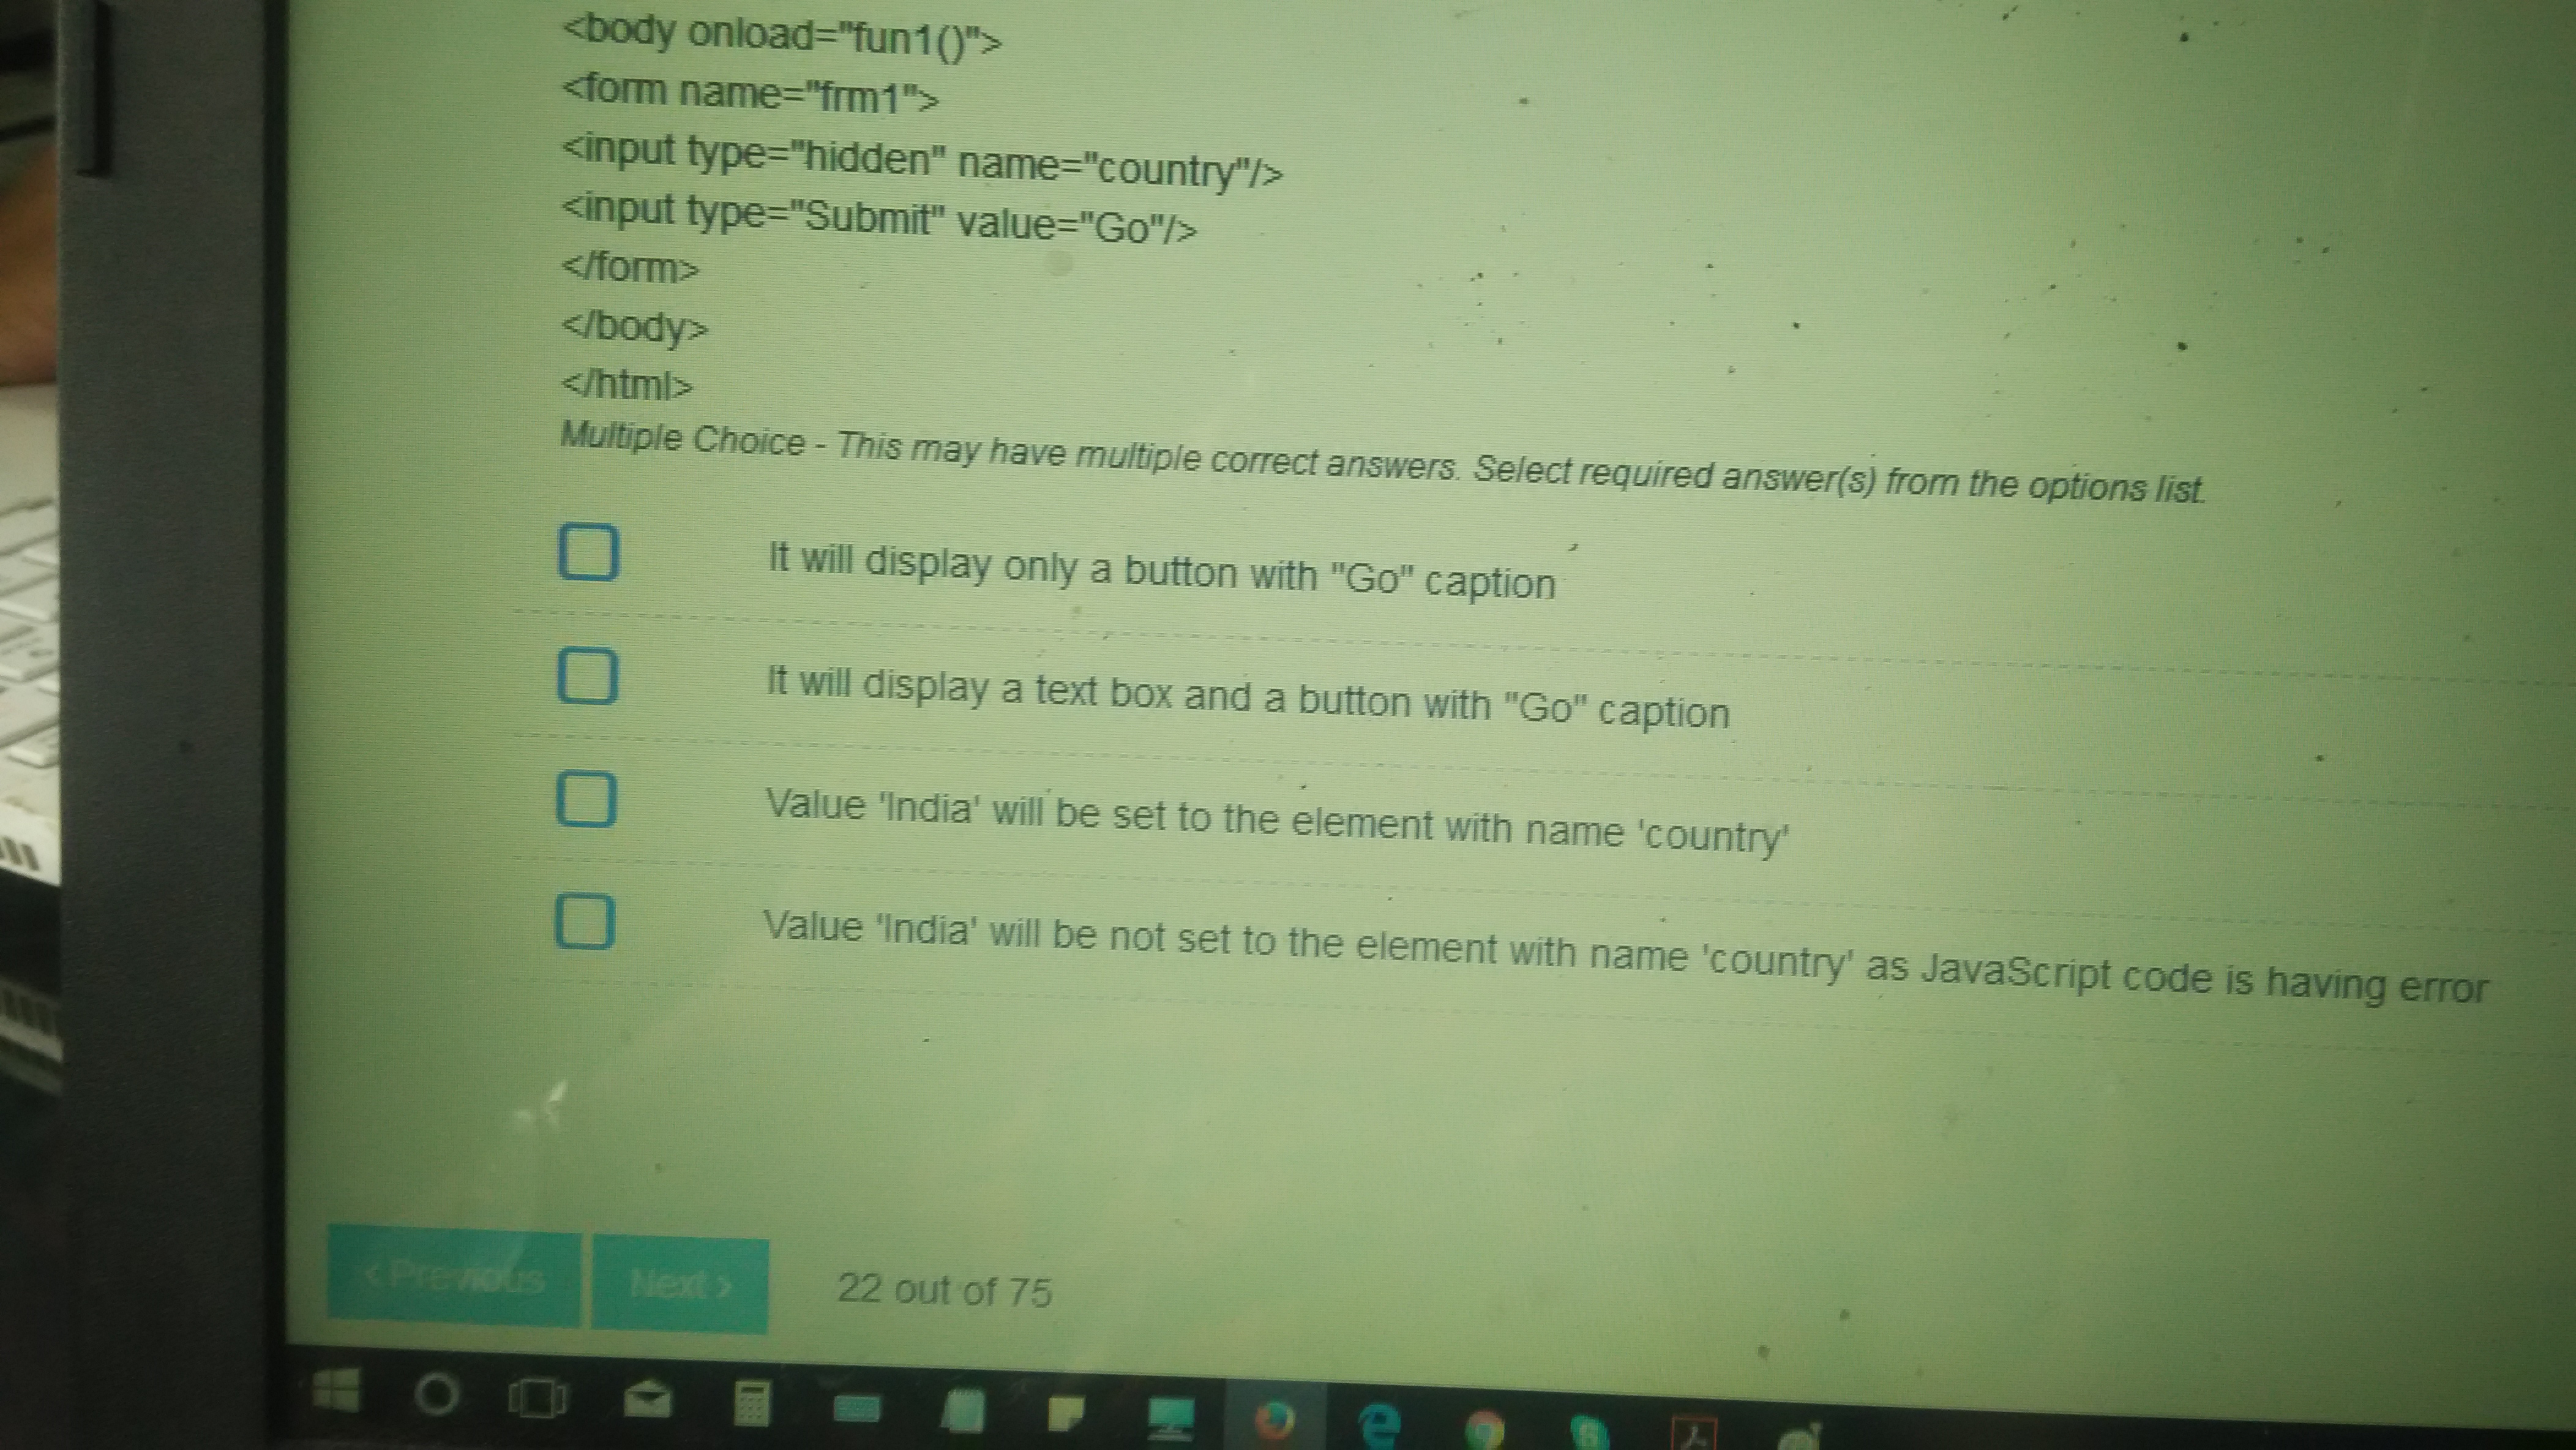 <body onload="fun1()">
<form name="frm1">
<input type="hidden" name="country"/>
<input type="Submit" value="Go"/>
</form>
</body>
</html>
Multiple Choice - This may have multiple correct answers. Select required answer(s) from the options list.
It will display only a button with "Go" caption
It will display a text box and a button with "Go" caption
Value 'India' will be set to the element with name 'country'
Value 'India' will be not set to the element with name 'country' as JavaScript code is having error
< Previous
Next >
22 out of 75